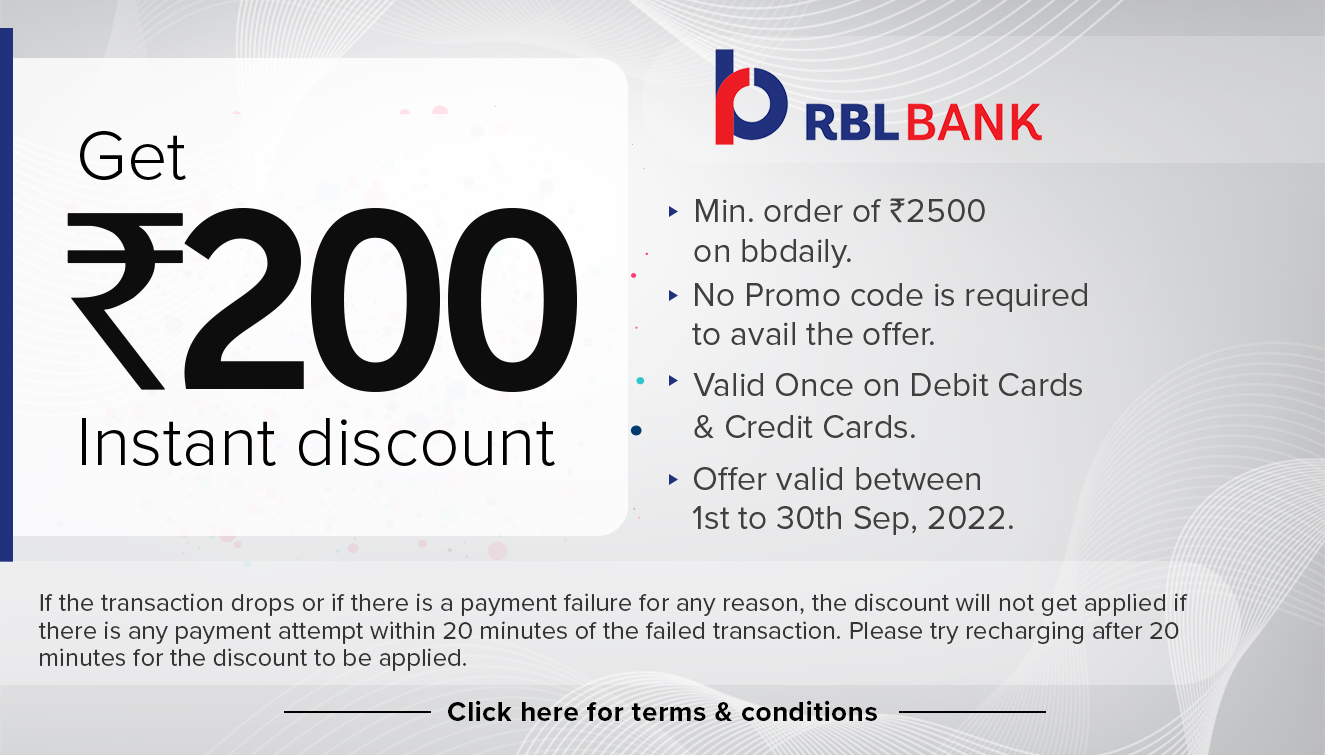 Get
₹200
Instant discount
RBL BANK
Min. order of ₹2500
on bbdaily.
No Promo code is required
to avail the offer.
Valid Once on Debit Cards
& Credit Cards.
Offer valid between
1st to 30th Sep, 2022.
If the transaction drops or if there is a payment failure for any reason, the discount will not get applied if
there is any payment attempt within 20 minutes of the failed transaction. Please try recharging after 20
minutes for the discount to be applied.
Click here for terms & conditions